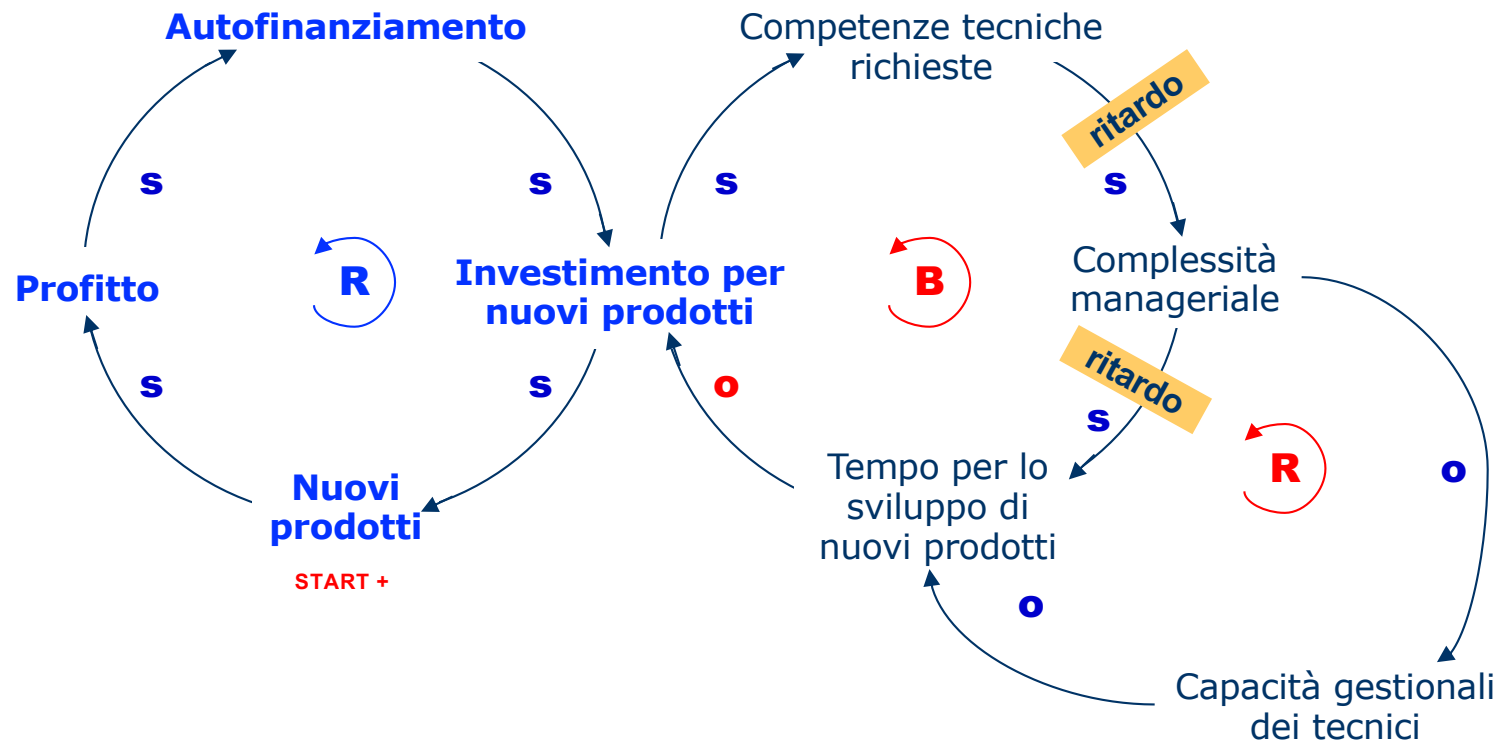 Autofinanziamento
Competenze tecniche
richieste
ritardo
s
s
s
s
Profitto
R
Investimento per
nuovi prodotti
B
Complessità
manageriale
ritardo
s
s
o
s
Nuovi
prodotti
START +
Tempo per lo
sviluppo di
nuovi prodotti
R
o
o
Capacità gestionali
dei tecnici